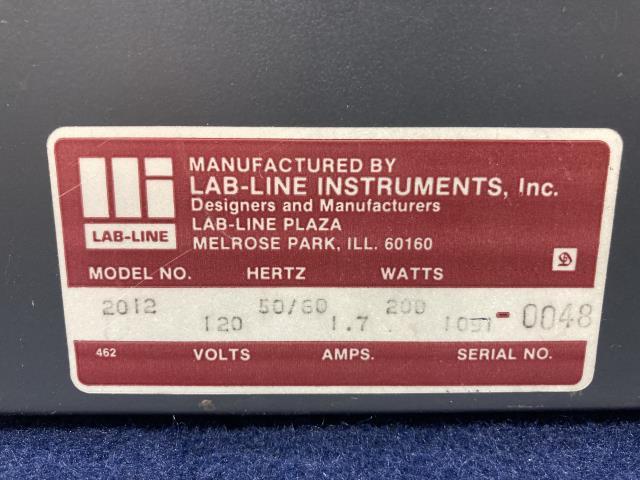 MANUFACTURED BY
LAB-LINE INSTRUMENTS, Inc.
Designers and Manufacturers
LAB-LINE PLAZA
MELROSE PARK, ILL. 60160
LAB-LINE
MODEL NO. HERTZ WATTS
2012 50/60 200
120 1.7 1091-0048
462 VOLTS AMPS. SERIAL NO.